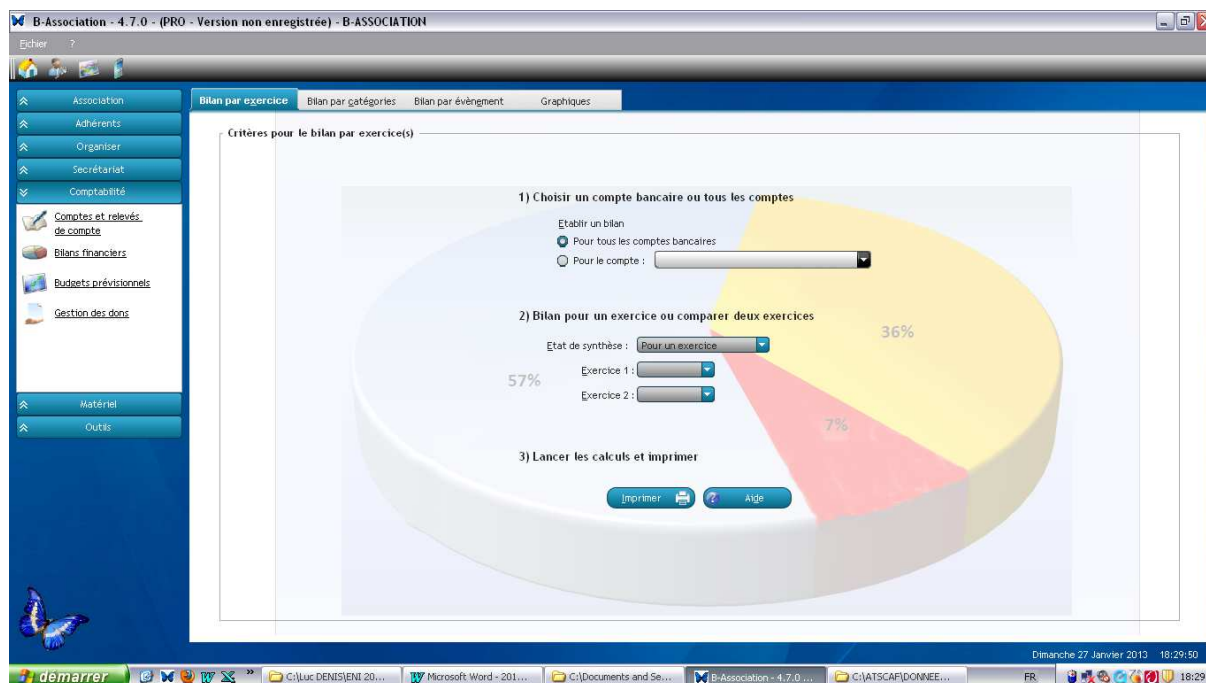 B-Association - 4.7.0 - (PRO - Version non enregistrée) - B-ASSOCIATION
Fichier ?
Association
Adhérents
Organiser
Secrétariat
Comptabilité
Comptes et relevés
de compte
Bilans financiers
Budgets prévisionnels
Gestion des dons
Matériel
Outils
Bilan par exercice Bilan par catégories Bilan par évènement Graphiques
Critères pour le bilan par exercice(s)
1) Choisir un compte bancaire ou tous les comptes
Etablir un bilan
Pour tous les comptes bancaires
Pour le compte :
2) Bilan pour un exercice ou comparer deux exercices
Etat de synthèse : Pour un exercice
Exercice 1 :
Exercice 2 :
36%
57%
7%
3) Lancer les calculs et imprimer
Imprimer Aide
Dimanche 27 Janvier 2013 18:29:50
démarrer » C:\Luc DENIS\ENI 20... Microsoft Word - 201... C:\Documents and Se... B-Association - 4.7.0 ... C:\ATSCAF\DONNEE... FR 18:29